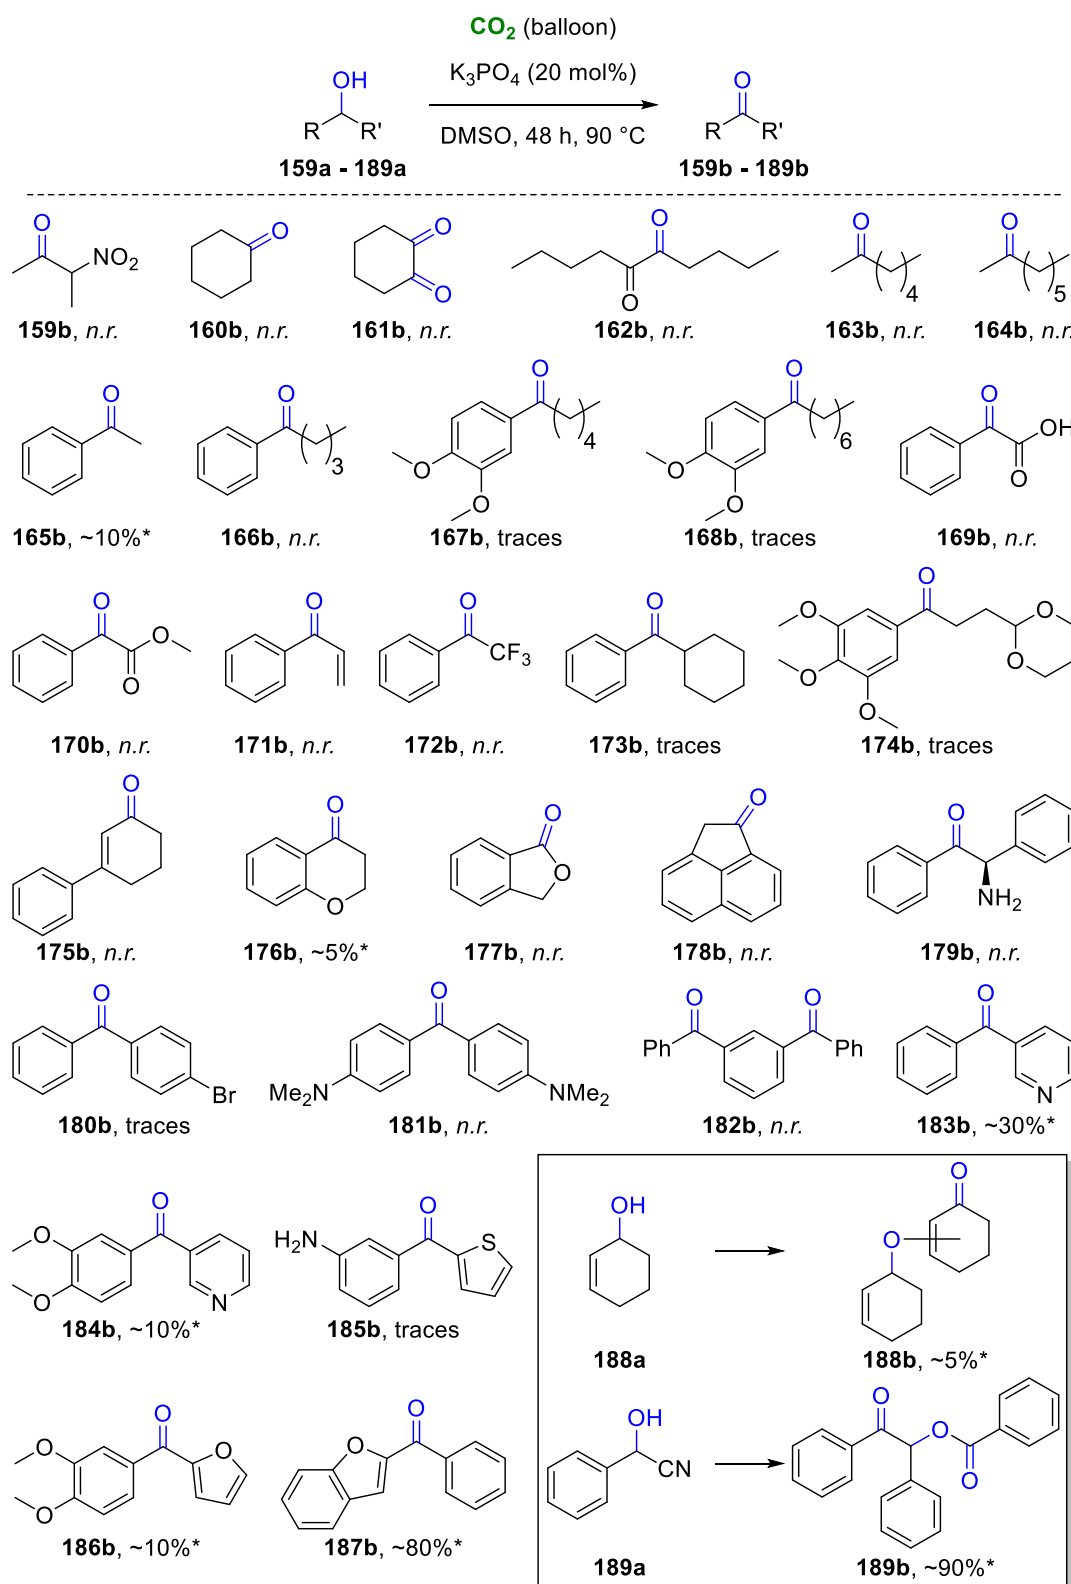 CO2 (balloon)
K3PO4 (20 mol%)
DMSO, 48 h, 90 °C
OH
R R'
159a - 189a
O
R R'
159b - 189b
O NO2
159b, n.r.
O
160b, n.r.
O O
161b, n.r.
O O
162b, n.r.
O 4
163b, n.r.
O 5
164b, n.r.
O
165b, ~10%*
O 3
166b, n.r.
O 4 O O
167b, traces
O 6 O O
168b, traces
O OH O
169b, n.r.
O O O
170b, n.r.
O
171b, n.r.
O CF3
172b, n.r.
O
173b, traces
O O O O O O
174b, traces
O
175b, n.r.
O O
176b, ~5%*
O O
177b, n.r.
O
178b, n.r.
O NH2
179b, n.r.
O Br
180b, traces
O Me2N NMe2
181b, n.r.
O O Ph Ph
182b, n.r.
O N
183b, ~30%*
O O O N
184b, ~10%*
H2N O S
185b, traces
OH
188a
O O
188b, ~5%*
O O O O
186b, ~10%*
O O
187b, ~80%*
OH CN
189a
O O O
189b, ~90%*